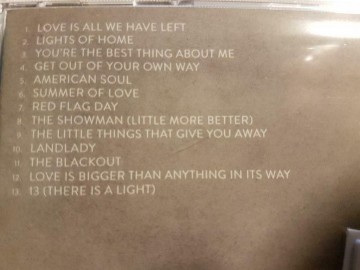 1. LOVE IS ALL WE HAVE LEFT
2. LIGHTS OF HOME
3. YOU'RE THE BEST THING ABOUT ME
4. GET OUT OF YOUR OWN WAY
5. AMERICAN SOUL
6. SUMMER OF LOVE
7. RED FLAG DAY
8. THE SHOWMAN (LITTLE MORE BETTER)
9. THE LITTLE THINGS THAT GIVE YOU AWAY
10. LANDLADY
11. THE BLACKOUT
12. LOVE IS BIGGER THAN ANYTHING IN ITS WAY
13. 13 (THERE IS A LIGHT)